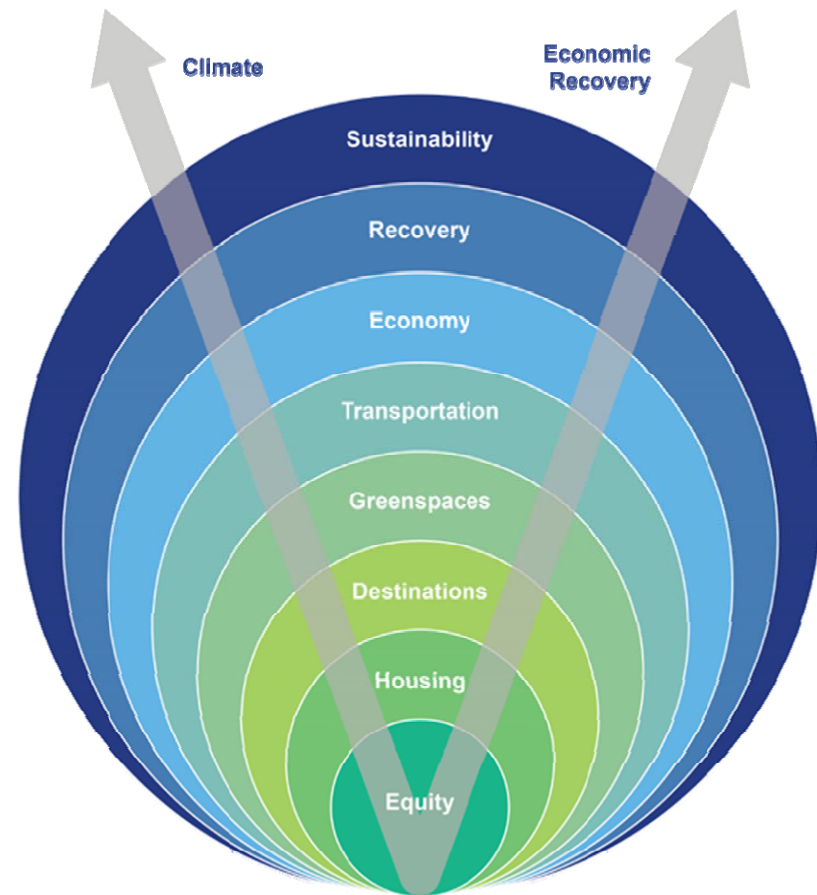 Climate
Economic
Recovery
Sustainability
Recovery
Economy
Transportation
Greenspaces
Destinations
Housing
Equity